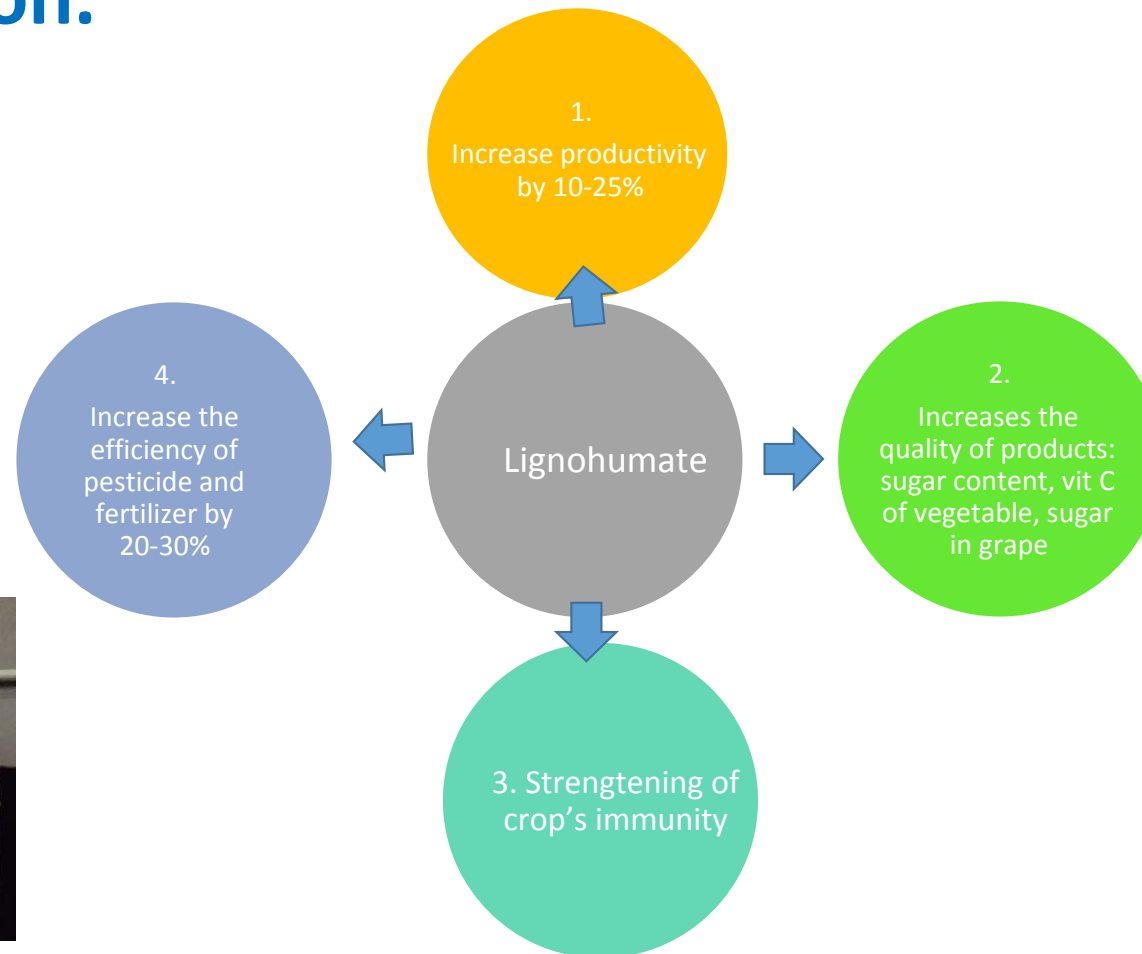 1.
Increase productivity
by 10-25%
4.
Increase the
efficiency of
pesticide and
fertilizer by
20-30%
Lignohumate
2.
Increases the
quality of products:
sugar content, vit C
of vegetable, sugar
in grape
3. Strengtening of
crop’s immunity